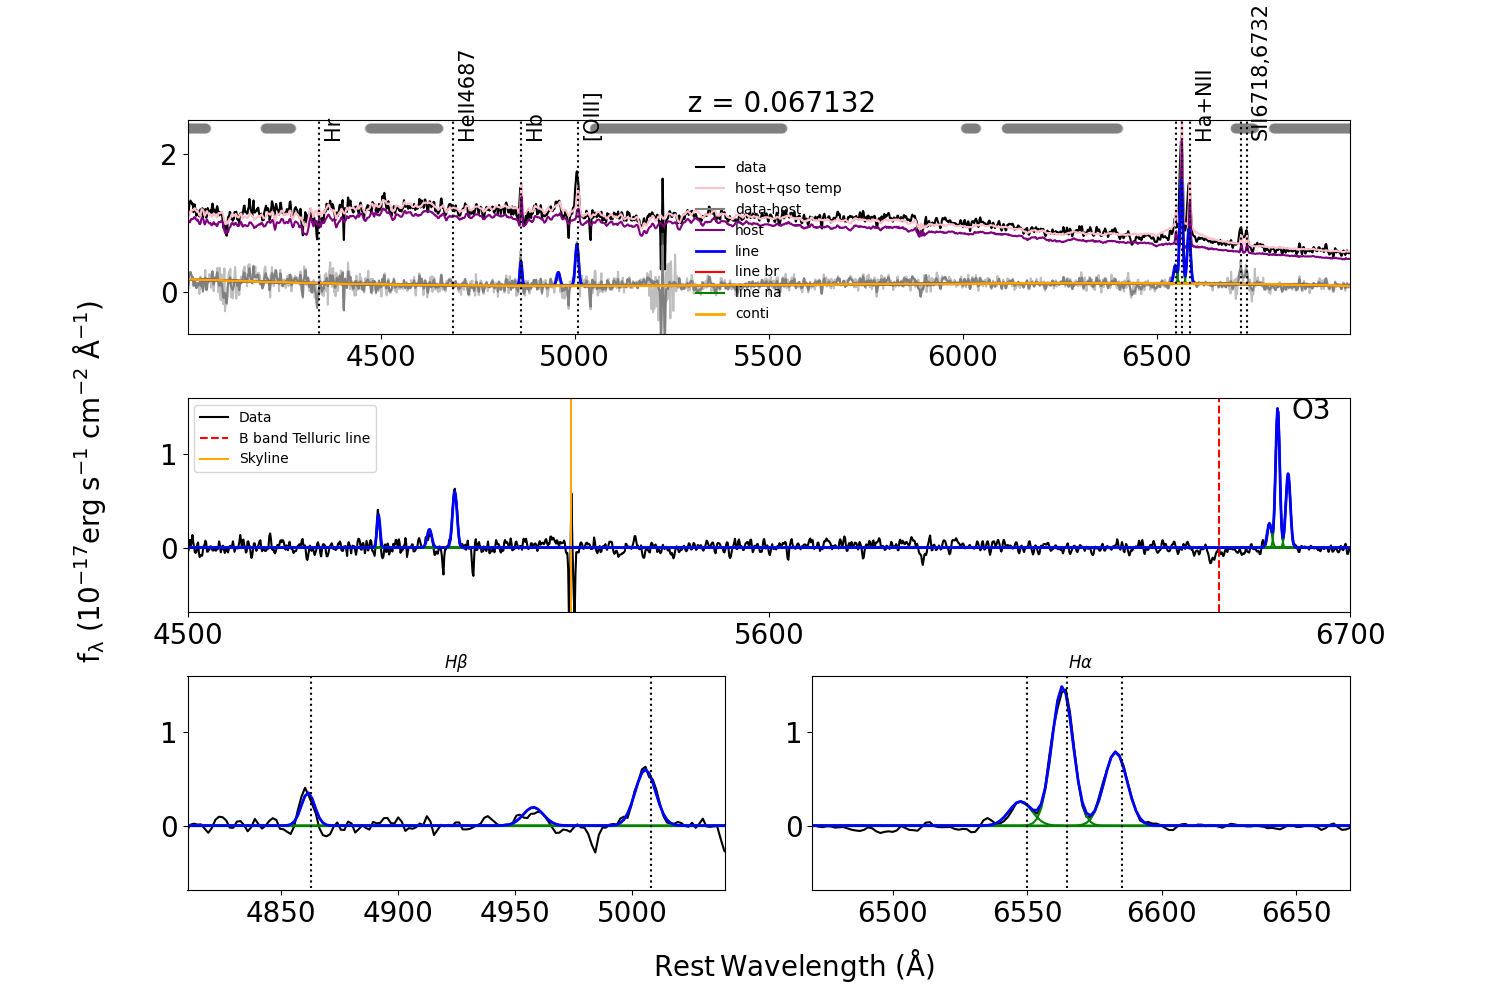 z = 0.067132
Hr
HeII4687
Hb
[OIII]
Ha+NII
SII6718,6732
data
host+qso temp
data-host
host
line
line br
line na
conti
2
0
4500 5000 5500 6000 6500
Data
B band Telluric line
Skyline
O3
1
0
4500 5600 6700
fλ (10−17erg s−1 cm−2 Å−1)
Hβ
1
0
4850 4900 4950 5000
Hα
1
0
6500 6550 6600 6650
Rest Wavelength (Å)